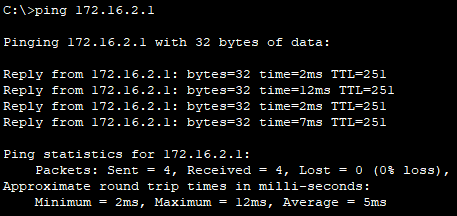 C:\>ping 172.16.2.1
Pinging 172.16.2.1 with 32 bytes of data:
Reply from 172.16.2.1: bytes=32 time=2ms TTL=251
Reply from 172.16.2.1: bytes=32 time=12ms TTL=251
Reply from 172.16.2.1: bytes=32 time=2ms TTL=251
Reply from 172.16.2.1: bytes=32 time=7ms TTL=251
Ping statistics for 172.16.2.1:
    Packets: Sent = 4, Received = 4, Lost = 0 (0% loss),
Approximate round trip times in milli-seconds:
    Minimum = 2ms, Maximum = 12ms, Average = 5ms